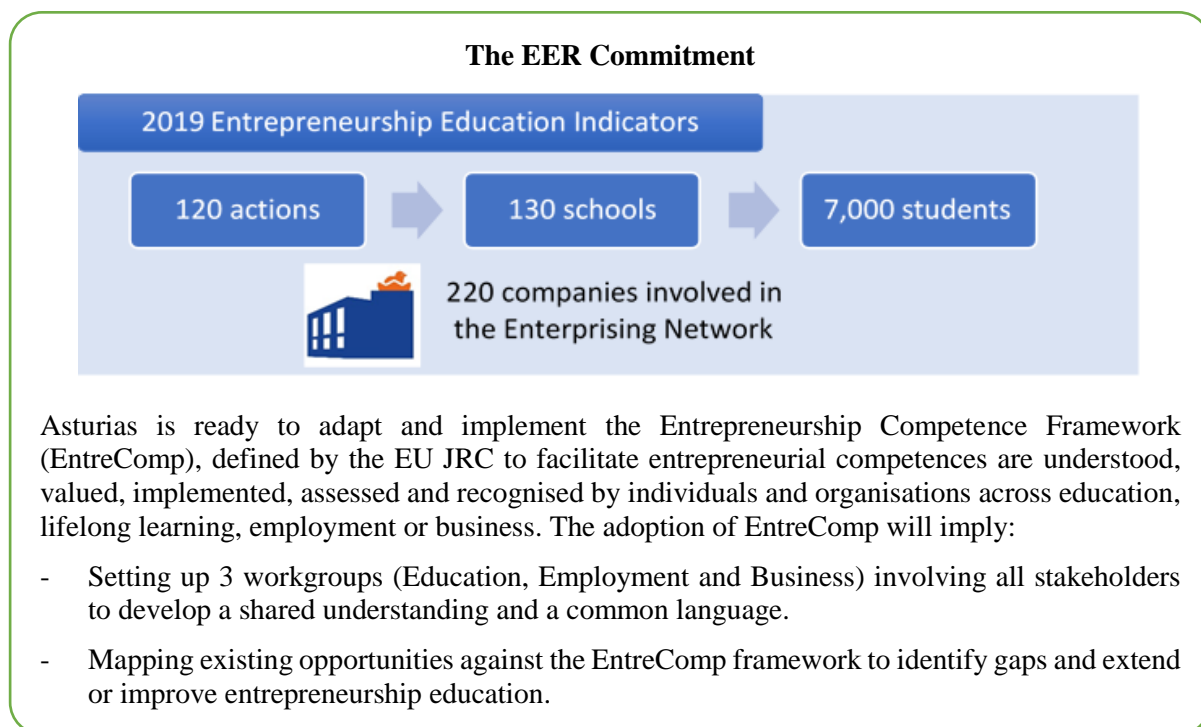 The EER Commitment
2019 Entrepreneurship Education Indicators
120 actions
130 schools
7,000 students
220 companies involved in
the Enterprising Network
Asturias is ready to adapt and implement the Entrepreneurship Competence Framework
(EntreComp), defined by the EU JRC to facilitate entrepreneurial competences are understood,
valued, implemented, assessed and recognised by individuals and organisations across education,
lifelong learning, employment or business. The adoption of EntreComp will imply:
- Setting up 3 workgroups (Education, Employment and Business) involving all stakeholders
to develop a shared understanding and a common language.
- Mapping existing opportunities against the EntreComp framework to identify gaps and extend
or improve entrepreneurship education.